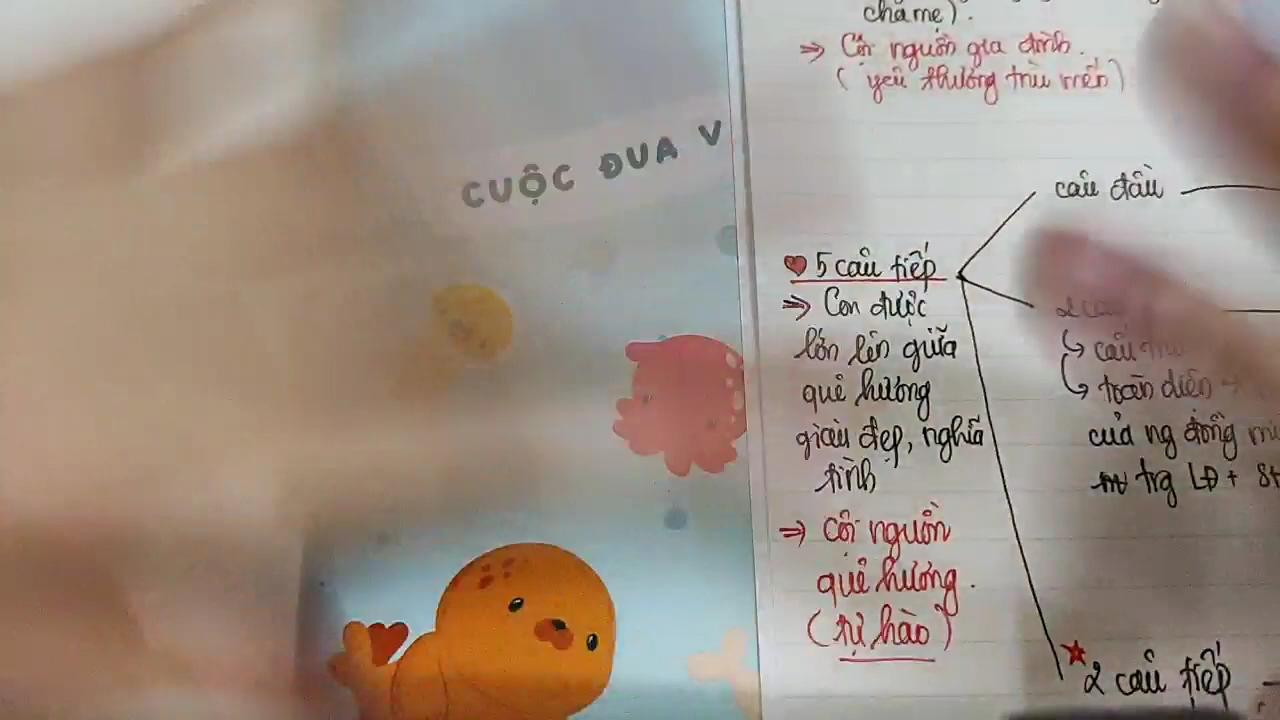 CUỘC ĐUA V
cha mẹ).
⇒ Cội nguồn gia đình.
(yêu thương trìu mến)
câu đầu
♥ 5 câu tiếp
⇒ Con được
lớn lên giữa
quê hương
giàu đẹp, nghĩa
tình
⇒ cội nguồn
quê hương.
(tự hào)
2 câu
↳ câu
↳ toàn diện →
của ng đồng
trg LĐ +
★ 2 câu tiếp